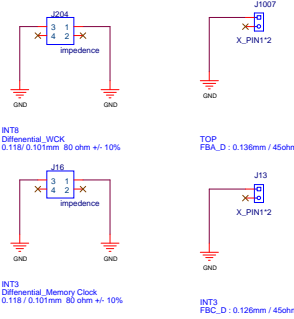 J204
3 1
4 2
impedence
GND
GND
J1007
X_PIN1*2
GND
INT8
Differential_WCK
0.118/ 0.101mm 80 ohm +/- 10%
TOP
FBA_D : 0.136mm / 45ohm
J16
3 1
4 2
impedence
GND
GND
J13
X_PIN1*2
GND
INT3
Differential_Memory Clock
0.118 / 0.101mm 80 ohm +/- 10%
INT3
FBC_D : 0.126mm / 45ohm